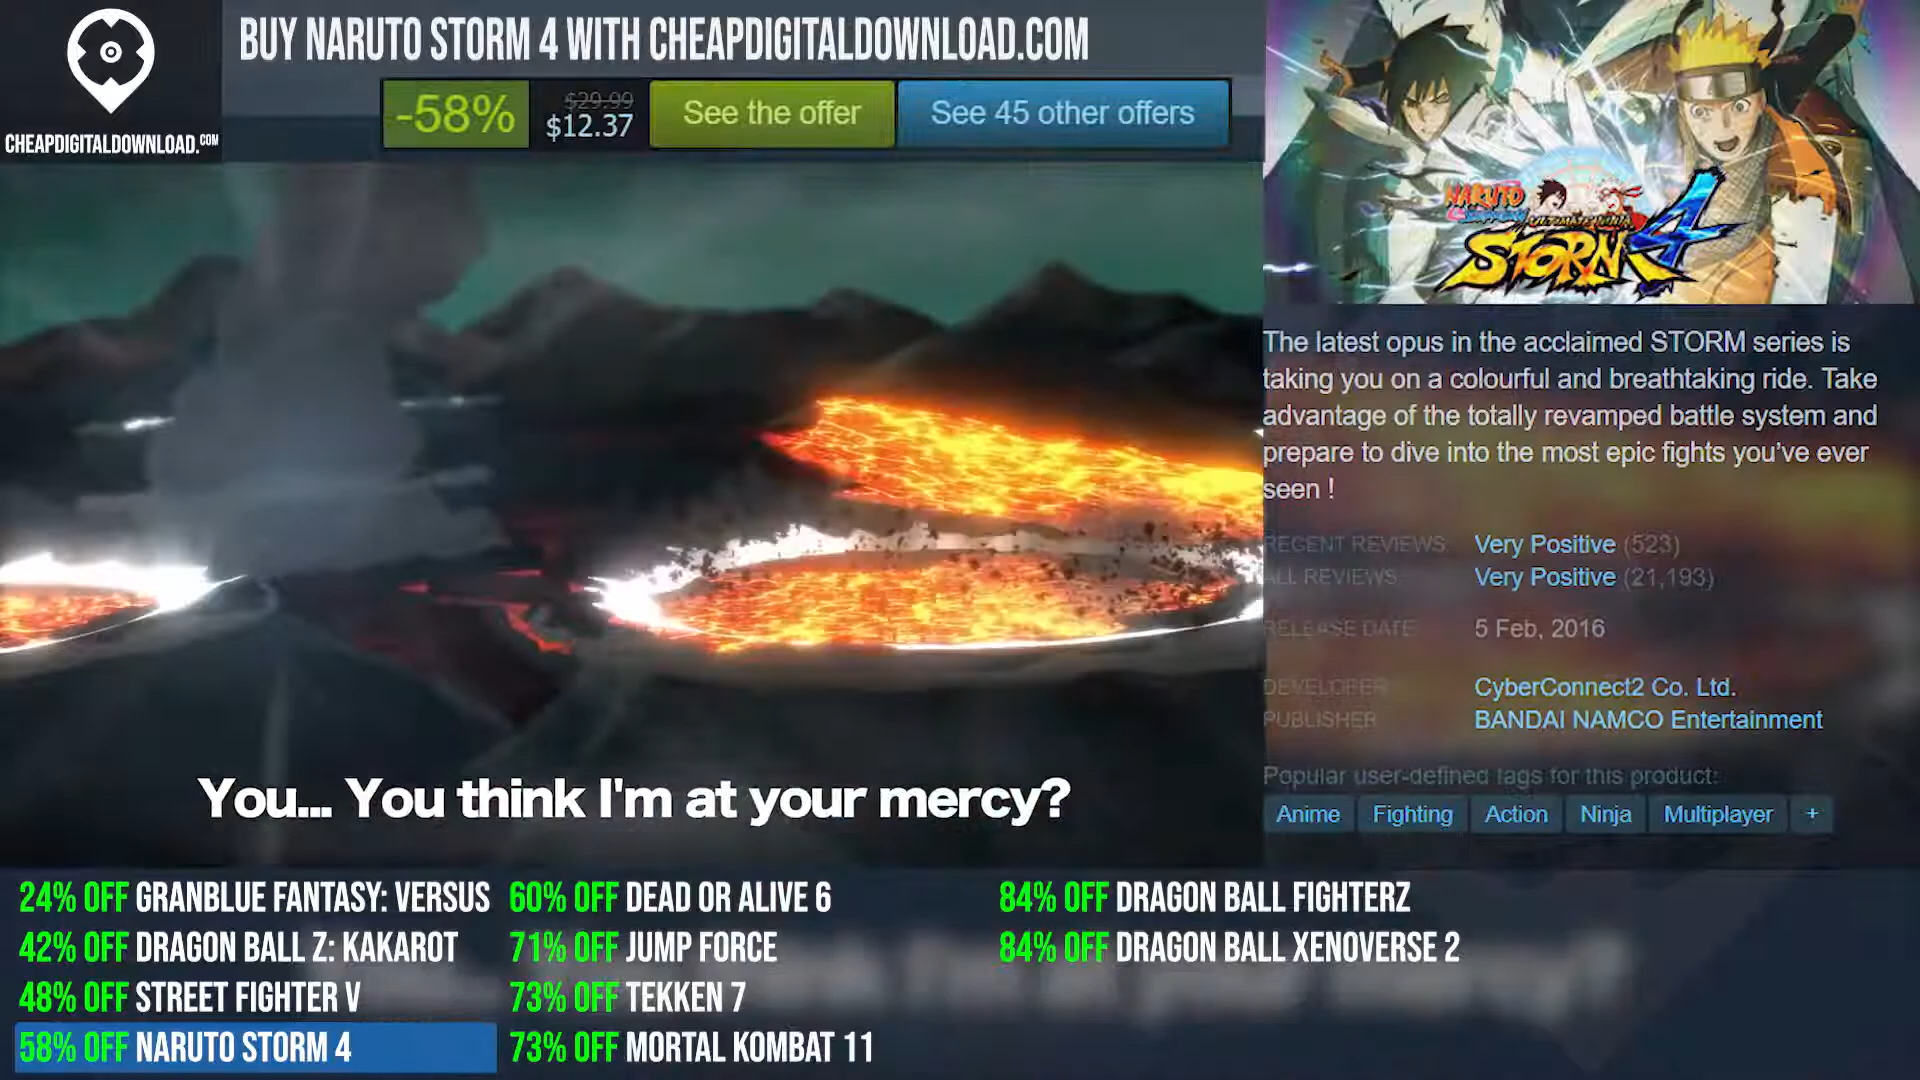 CHEAPDIGITALDOWNLOAD.COM
BUY NARUTO STORM 4 WITH CHEAPDIGITALDOWNLOAD.COM
-58%
$29.99
$12.37
See the offer
See 45 other offers
NARUTO
ULTIMATE NINJA
STORM 4
The latest opus in the acclaimed STORM series is
taking you on a colourful and breathtaking ride. Take
advantage of the totally revamped battle system and
prepare to dive into the most epic fights you've ever
seen !
RECENT REVIEWS: Very Positive (523)
ALL REVIEWS: Very Positive (21,193)
RELEASE DATE: 5 Feb, 2016
DEVELOPER: CyberConnect2 Co. Ltd.
PUBLISHER: BANDAI NAMCO Entertainment
Popular user-defined tags for this product:
Anime Fighting Action Ninja Multiplayer +
You... You think I'm at your mercy?
24% OFF GRANBLUE FANTASY: VERSUS
42% OFF DRAGON BALL Z: KAKAROT
48% OFF STREET FIGHTER V
58% OFF NARUTO STORM 4
60% OFF DEAD OR ALIVE 6
71% OFF JUMP FORCE
73% OFF TEKKEN 7
73% OFF MORTAL KOMBAT 11
84% OFF DRAGON BALL FIGHTERZ
84% OFF DRAGON BALL XENOVERSE 2